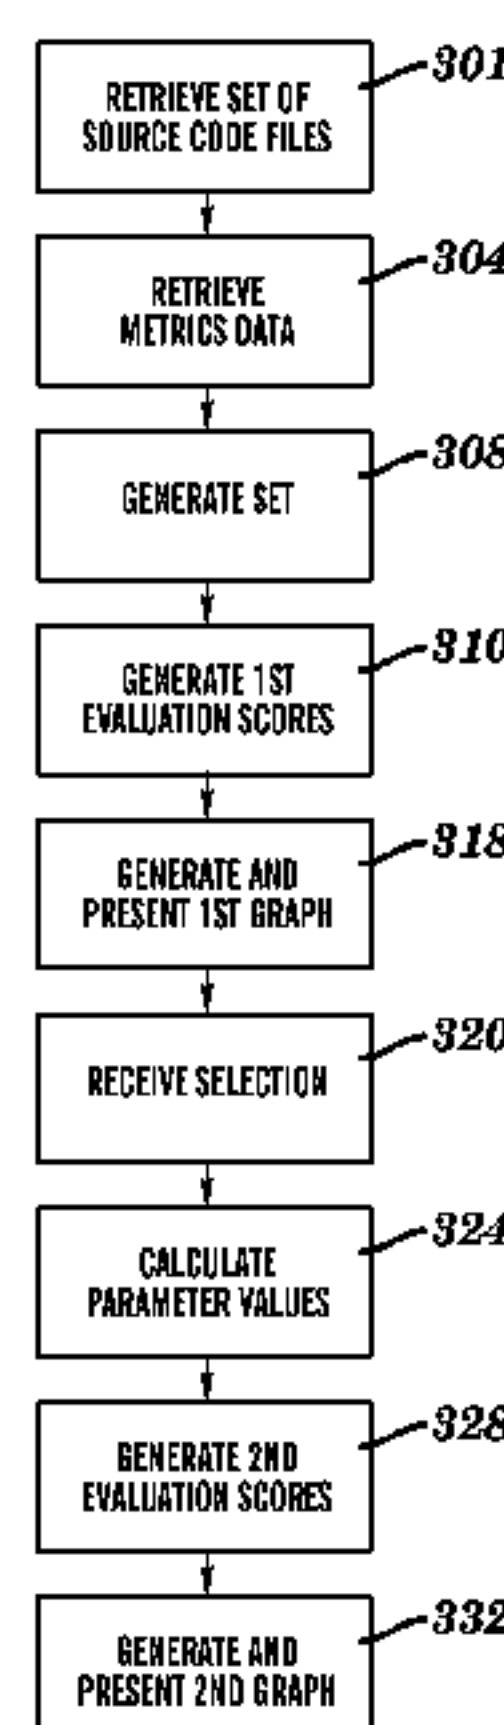 301
RETRIEVE SET OF
SOURCE CODE FILES
304
RETRIEVE
METRICS DATA
308
GENERATE SET
310
GENERATE 1ST
EVALUATION SCORES
318
GENERATE AND
PRESENT 1ST GRAPH
320
RECEIVE SELECTION
324
CALCULATE
PARAMETER VALUES
328
GENERATE 2ND
EVALUATION SCORES
332
GENERATE AND
PRESENT 2ND GRAPH